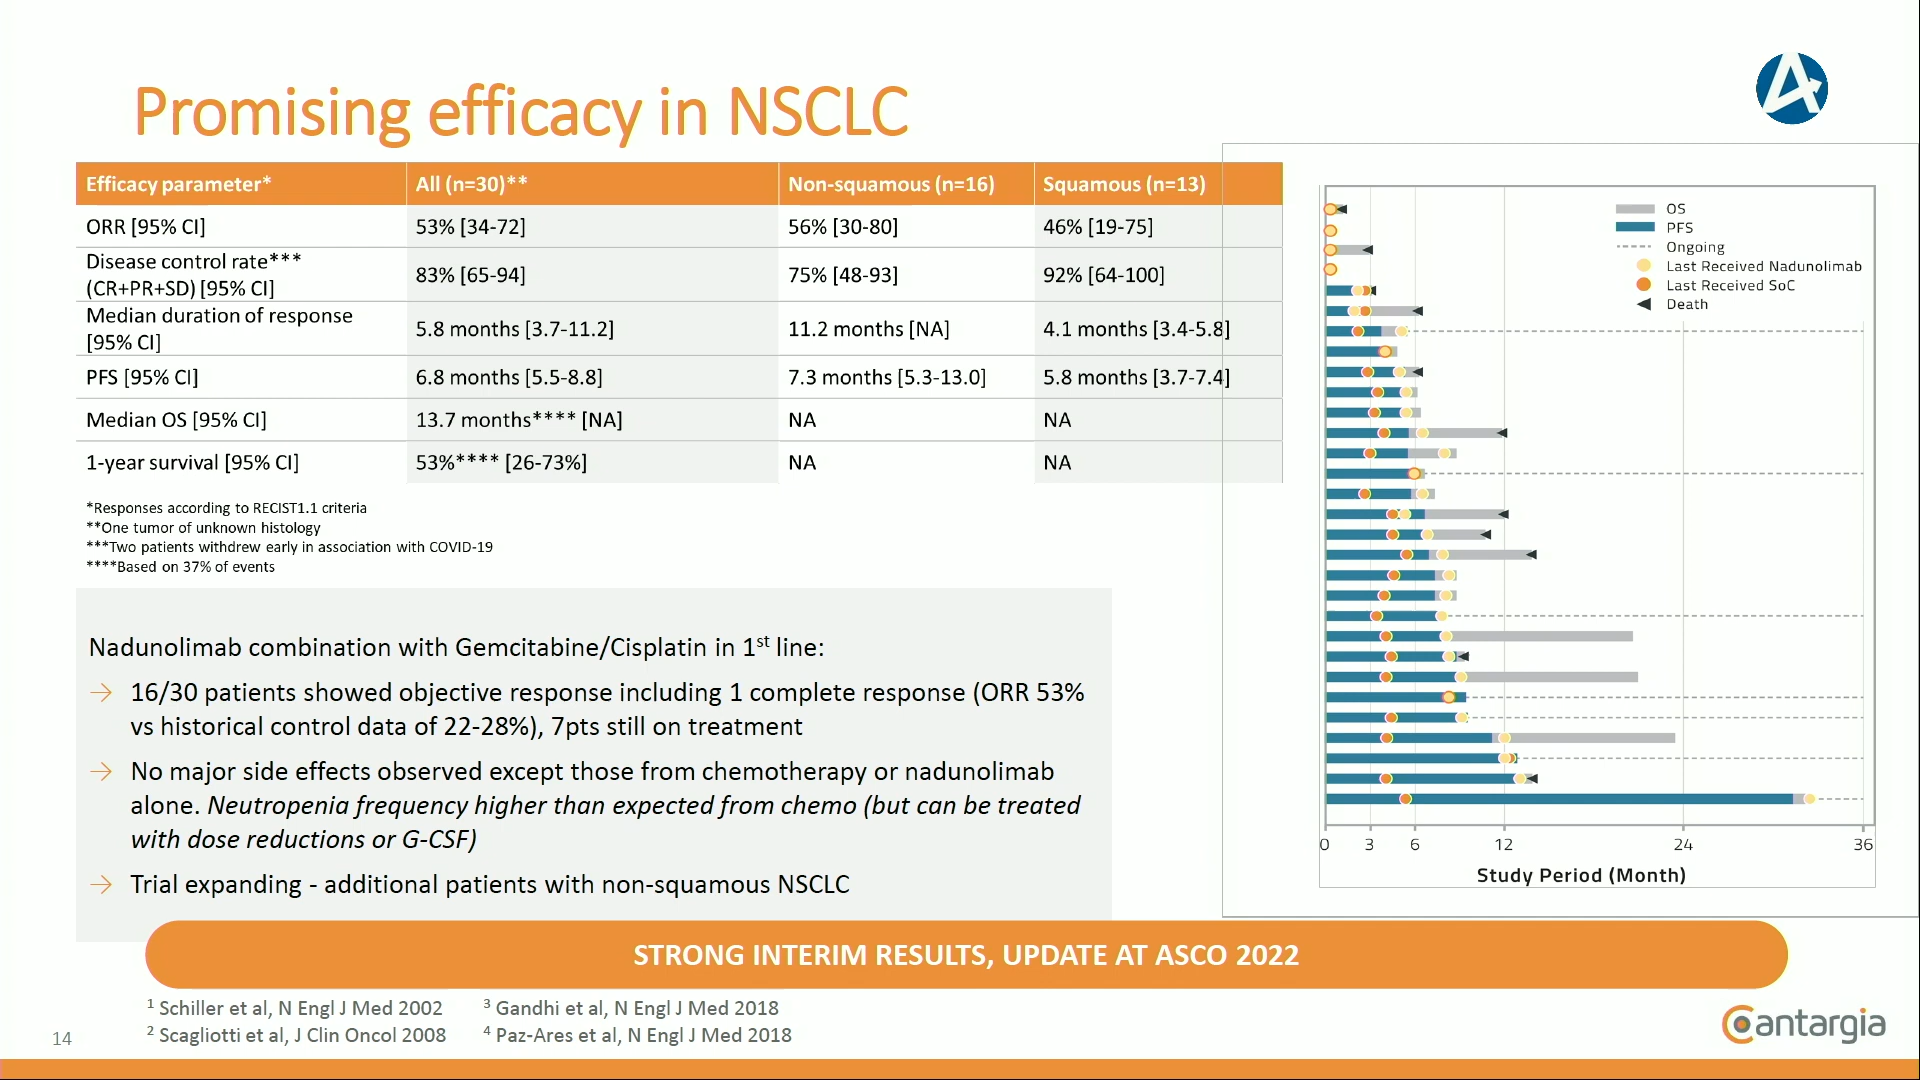 Promising efficacy in NSCLC
Efficacy parameter* All (n=30)** Non-squamous (n=16) Squamous (n=13)
ORR [95% CI] 53% [34-72] 56% [30-80] 46% [19-75]
Disease control rate***
(CR+PR+SD) [95% CI] 83% [65-94] 75% [48-93] 92% [64-100]
Median duration of response
[95% CI] 5.8 months [3.7-11.2] 11.2 months [NA] 4.1 months [3.4-5.8]
PFS [95% CI] 6.8 months [5.5-8.8] 7.3 months [5.3-13.0] 5.8 months [3.7-7.4]
Median OS [95% CI] 13.7 months**** [NA] NA NA
1-year survival [95% CI] 53%**** [26-73%] NA NA
*Responses according to RECIST1.1 criteria
**One tumor of unknown histology
***Two patients withdrew early in association with COVID-19
****Based on 37% of events
Nadunolimab combination with Gemcitabine/Cisplatin in 1st line:
→ 16/30 patients showed objective response including 1 complete response (ORR 53%
vs historical control data of 22-28%), 7pts still on treatment
→ No major side effects observed except those from chemotherapy or nadunolimab
alone. Neutropenia frequency higher than expected from chemo (but can be treated
with dose reductions or G-CSF)
→ Trial expanding - additional patients with non-squamous NSCLC
OS
PFS
Ongoing
Last Received Nadunolimab
Last Received SoC
Death
0 3 6 12 24 36
Study Period (Month)
STRONG INTERIM RESULTS, UPDATE AT ASCO 2022
1 Schiller et al, N Engl J Med 2002 3 Gandhi et al, N Engl J Med 2018
2 Scagliotti et al, J Clin Oncol 2008 4 Paz-Ares et al, N Engl J Med 2018
14
Cantargia